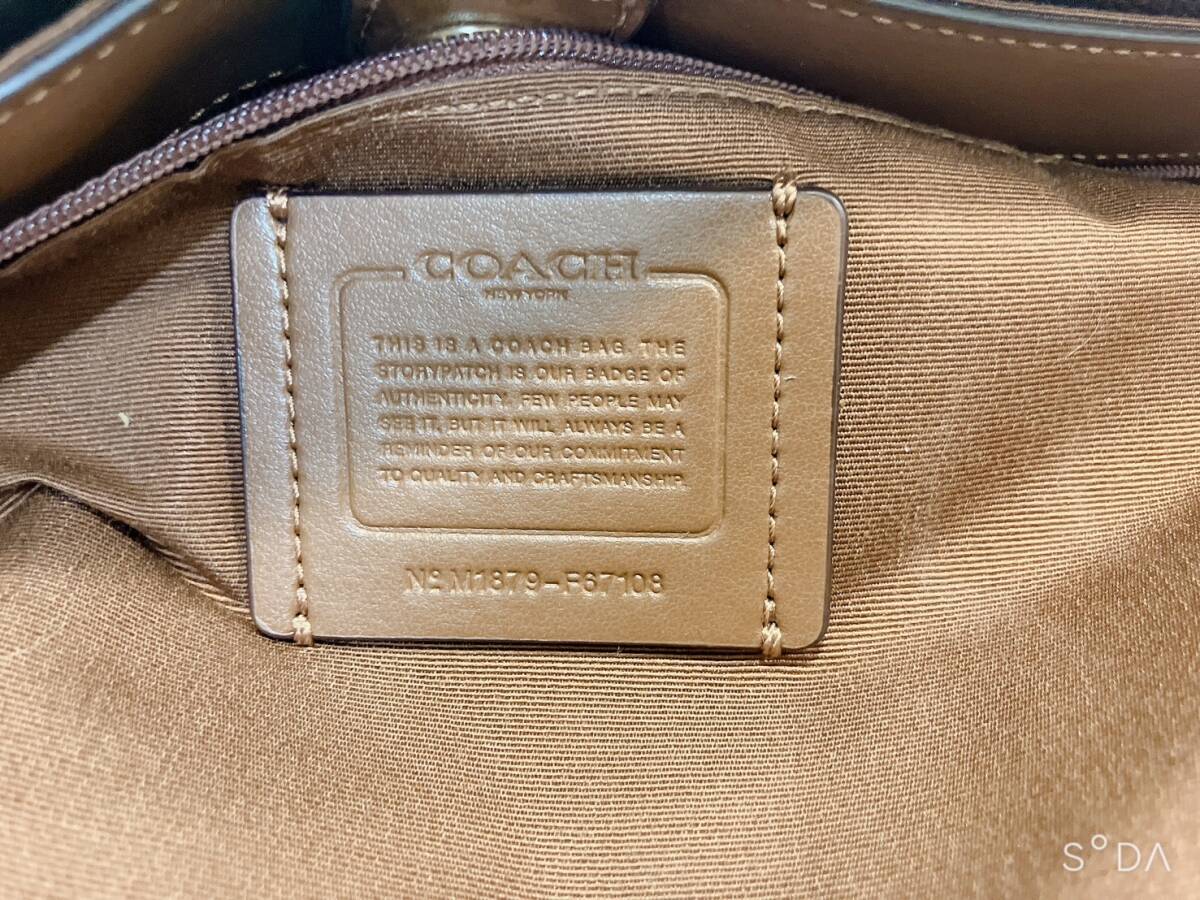 COACH
NEW YORK
THIS IS A COACH BAG. THE
STORYPATCH IS OUR BADGE OF
AUTHENTICITY. FEW PEOPLE MAY
SEE IT, BUT IT WILL ALWAYS BE A
REMINDER OF OUR COMMITMENT
TO QUALITY AND CRAFTSMANSHIP.
Nº M1879-F67108
S°DA